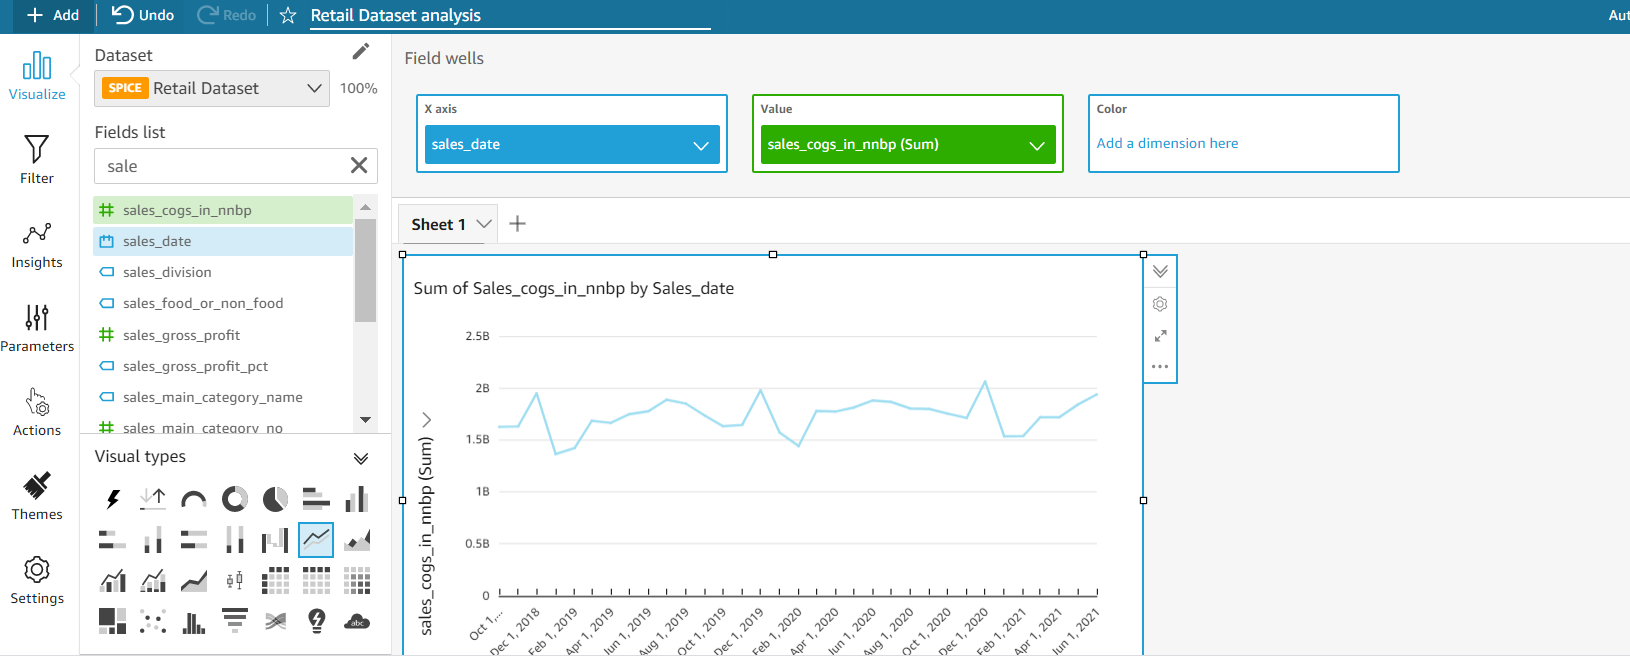 Add
Undo
Redo
Retail Dataset analysis
Aut
Visualize
Filter
Insights
Parameters
Actions
Themes
Settings
Dataset
SPICE Retail Dataset
100%
Fields list
sale
sales_cogs_in_nnbp
sales_date
sales_division
sales_food_or_non_food
sales_gross_profit
sales_gross_profit_pct
sales_main_category_name
sales_main_category_no
Visual types
abc
Field wells
X axis
sales_date
Value
sales_cogs_in_nnbp (Sum)
Color
Add a dimension here
Sheet 1
Sum of Sales_cogs_in_nnbp by Sales_date
sales_cogs_in_nnbp (Sum)
2.5B
2B
1.5B
1B
0.5B
0
Oct 1,...
Dec 1, 2018
Feb 1, 2019
Apr 1, 2019
Jun 1, 2019
Aug 1, 2019
Oct 1, 2019
Dec 1, 2019
Feb 1, 2020
Apr 1, 2020
Jun 1, 2020
Aug 1, 2020
Oct 1, 2020
Dec 1, 2020
Feb 1, 2021
Apr 1, 2021
Jun 1, 2021